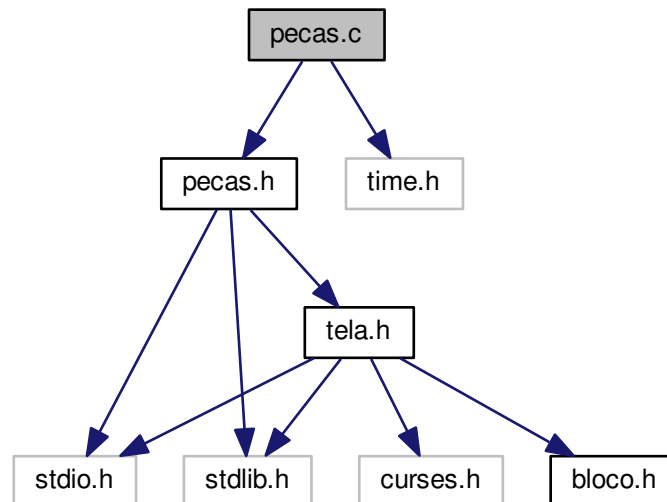 pecas.c
pecas.h
time.h
tela.h
stdio.h
stdlib.h
curses.h
bloco.h